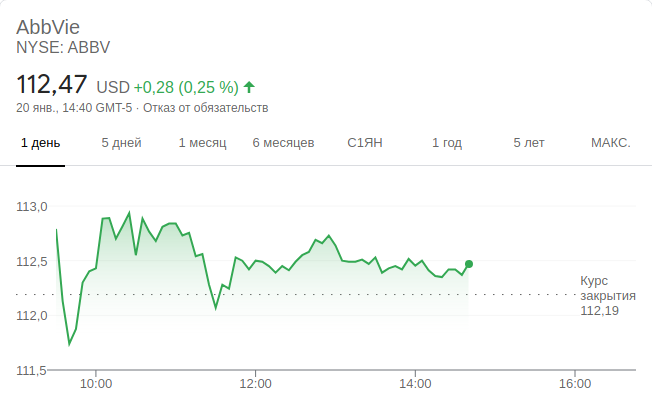 AbbVie
NYSE: ABBV
112,47 USD +0,28 (0,25 %)
20 янв., 14:40 GMT-5 · Отказ от обязательств
1 день 5 дней 1 месяц 6 месяцев С1ЯН 1 год 5 лет МАКС.
113,0
112,5
Курс
закрытия
112,19
112,0
111,5
10:00 12:00 14:00 16:00